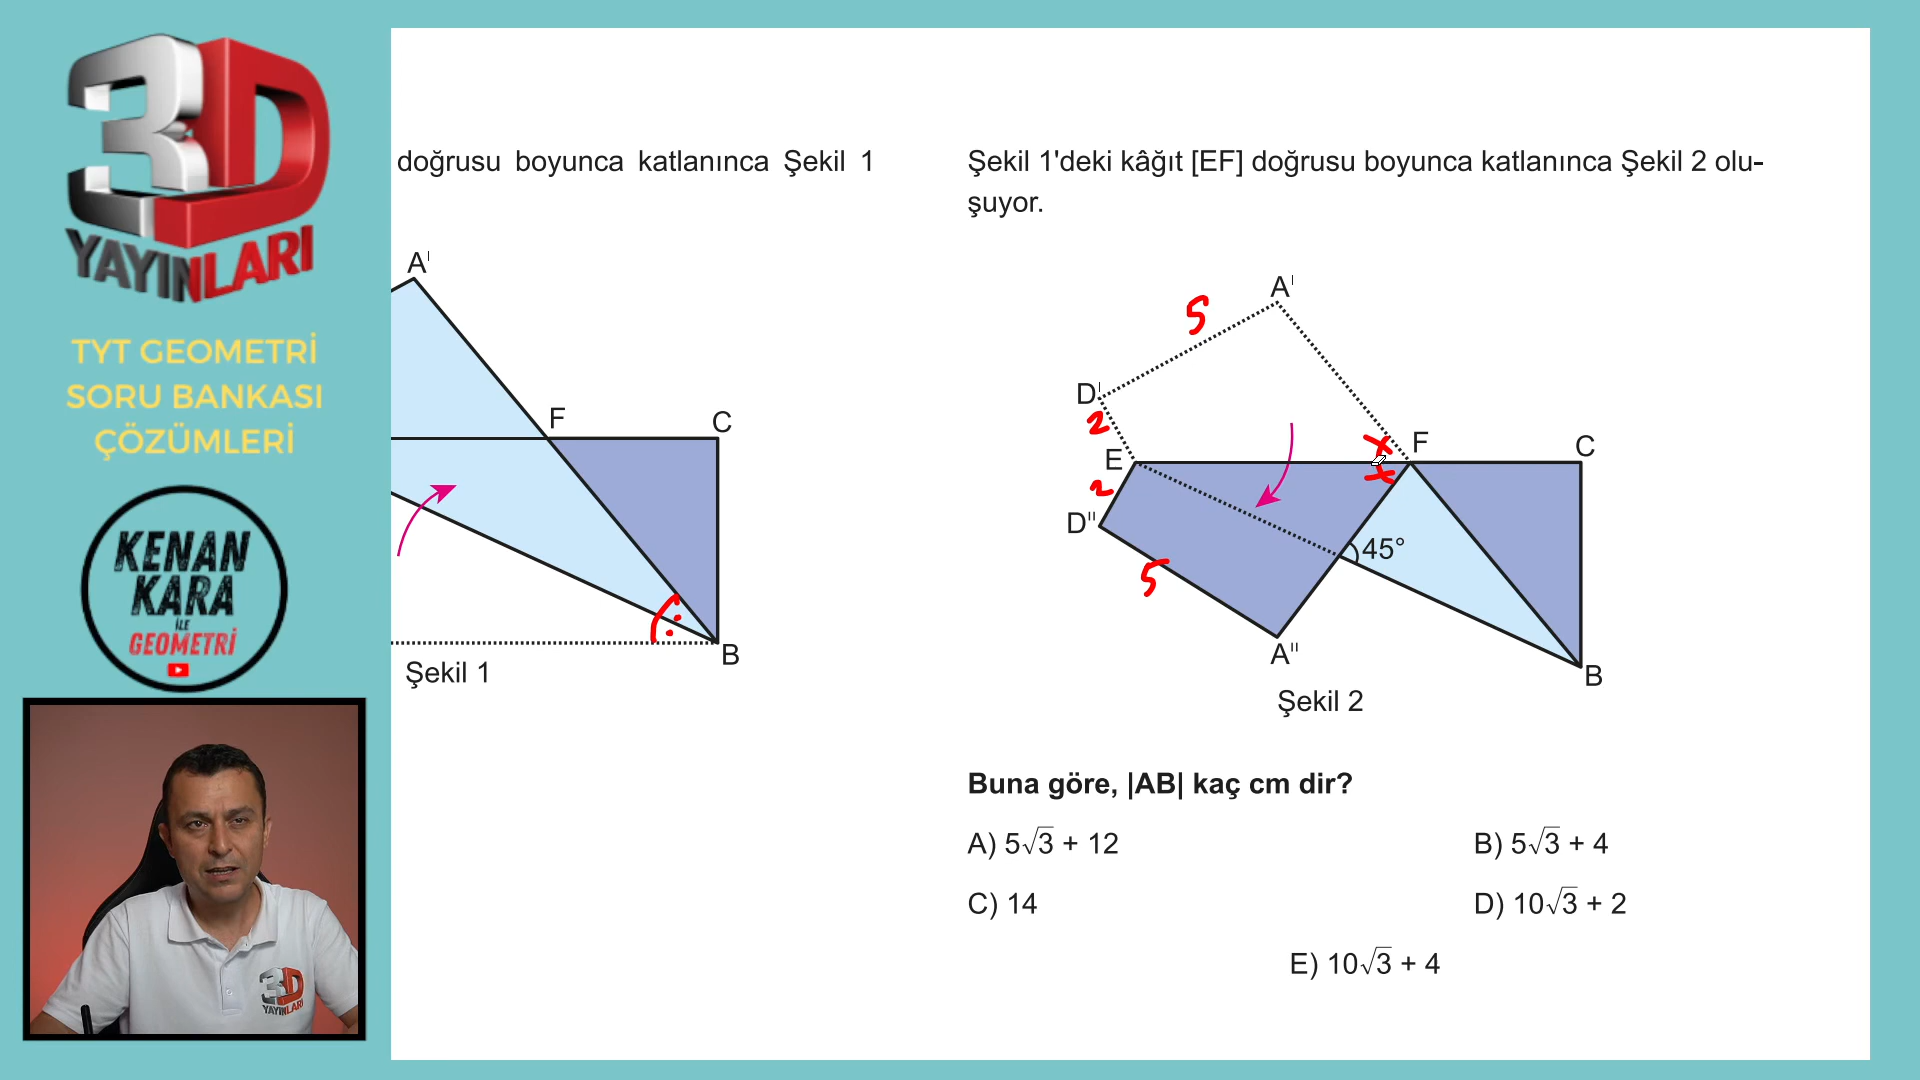 3D
YAYINLARI
TYT GEOMETRİ
SORU BANKASI
ÇÖZÜMLERİ
KENAN
KARA
İLE
GEOMETRİ
3D
YAYINLARI
doğrusu boyunca katlanınca Şekil 1
A'
F
C
B
Şekil 1
Şekil 1'deki kâğıt [EF] doğrusu boyunca katlanınca Şekil 2 olu-
şuyor.
A'
5
D'
2
x
F
C
E
x
2
D"
45°
5
A"
B
Şekil 2
Buna göre, |AB| kaç cm dir?
A) 5√3 + 12
B) 5√3 + 4
C) 14
D) 10√3 + 2
E) 10√3 + 4